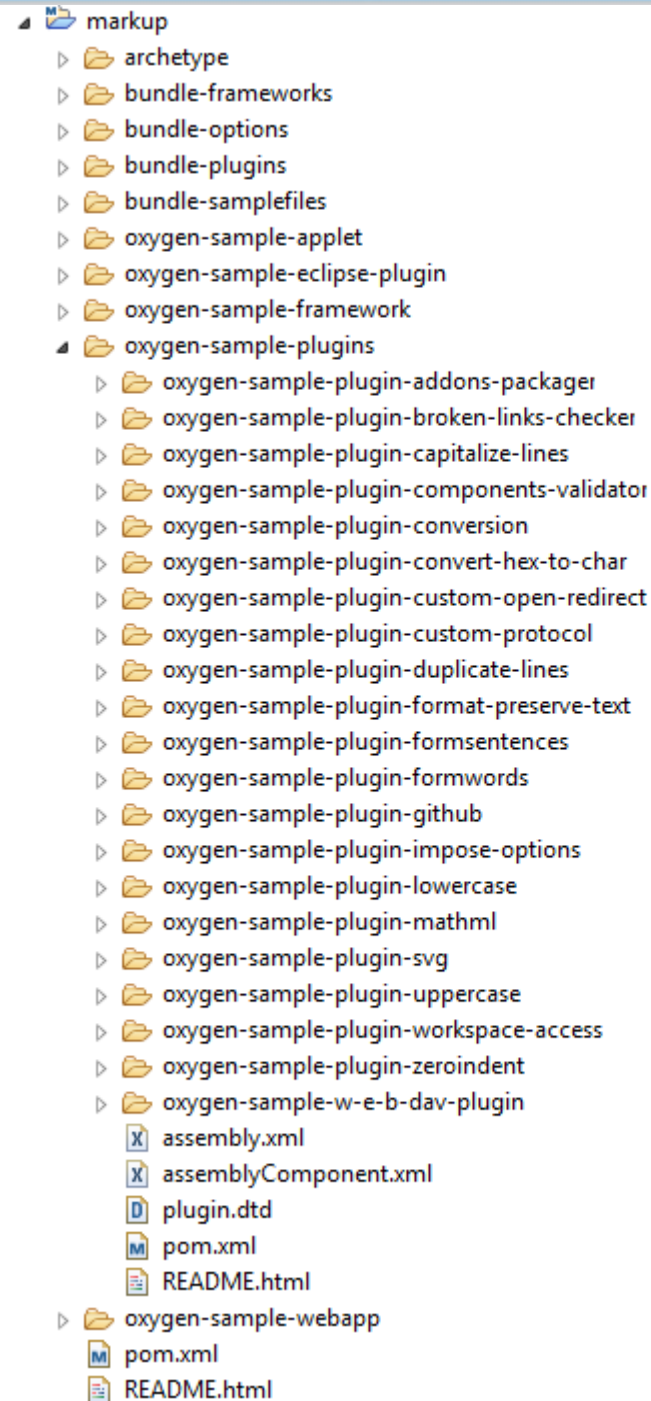 markup
archetype
bundle-frameworks
bundle-options
bundle-plugins
bundle-samplefiles
oxygen-sample-applet
oxygen-sample-eclipse-plugin
oxygen-sample-framework
oxygen-sample-plugins
oxygen-sample-plugin-addons-packager
oxygen-sample-plugin-broken-links-checker
oxygen-sample-plugin-capitalize-lines
oxygen-sample-plugin-components-validator
oxygen-sample-plugin-conversion
oxygen-sample-plugin-convert-hex-to-char
oxygen-sample-plugin-custom-open-redirect
oxygen-sample-plugin-custom-protocol
oxygen-sample-plugin-duplicate-lines
oxygen-sample-plugin-format-preserve-text
oxygen-sample-plugin-formsentences
oxygen-sample-plugin-formwords
oxygen-sample-plugin-github
oxygen-sample-plugin-impose-options
oxygen-sample-plugin-lowercase
oxygen-sample-plugin-mathml
oxygen-sample-plugin-svg
oxygen-sample-plugin-uppercase
oxygen-sample-plugin-workspace-access
oxygen-sample-plugin-zeroindent
oxygen-sample-w-e-b-dav-plugin
assembly.xml
assemblyComponent.xml
plugin.dtd
pom.xml
README.html
oxygen-sample-webapp
pom.xml
README.html